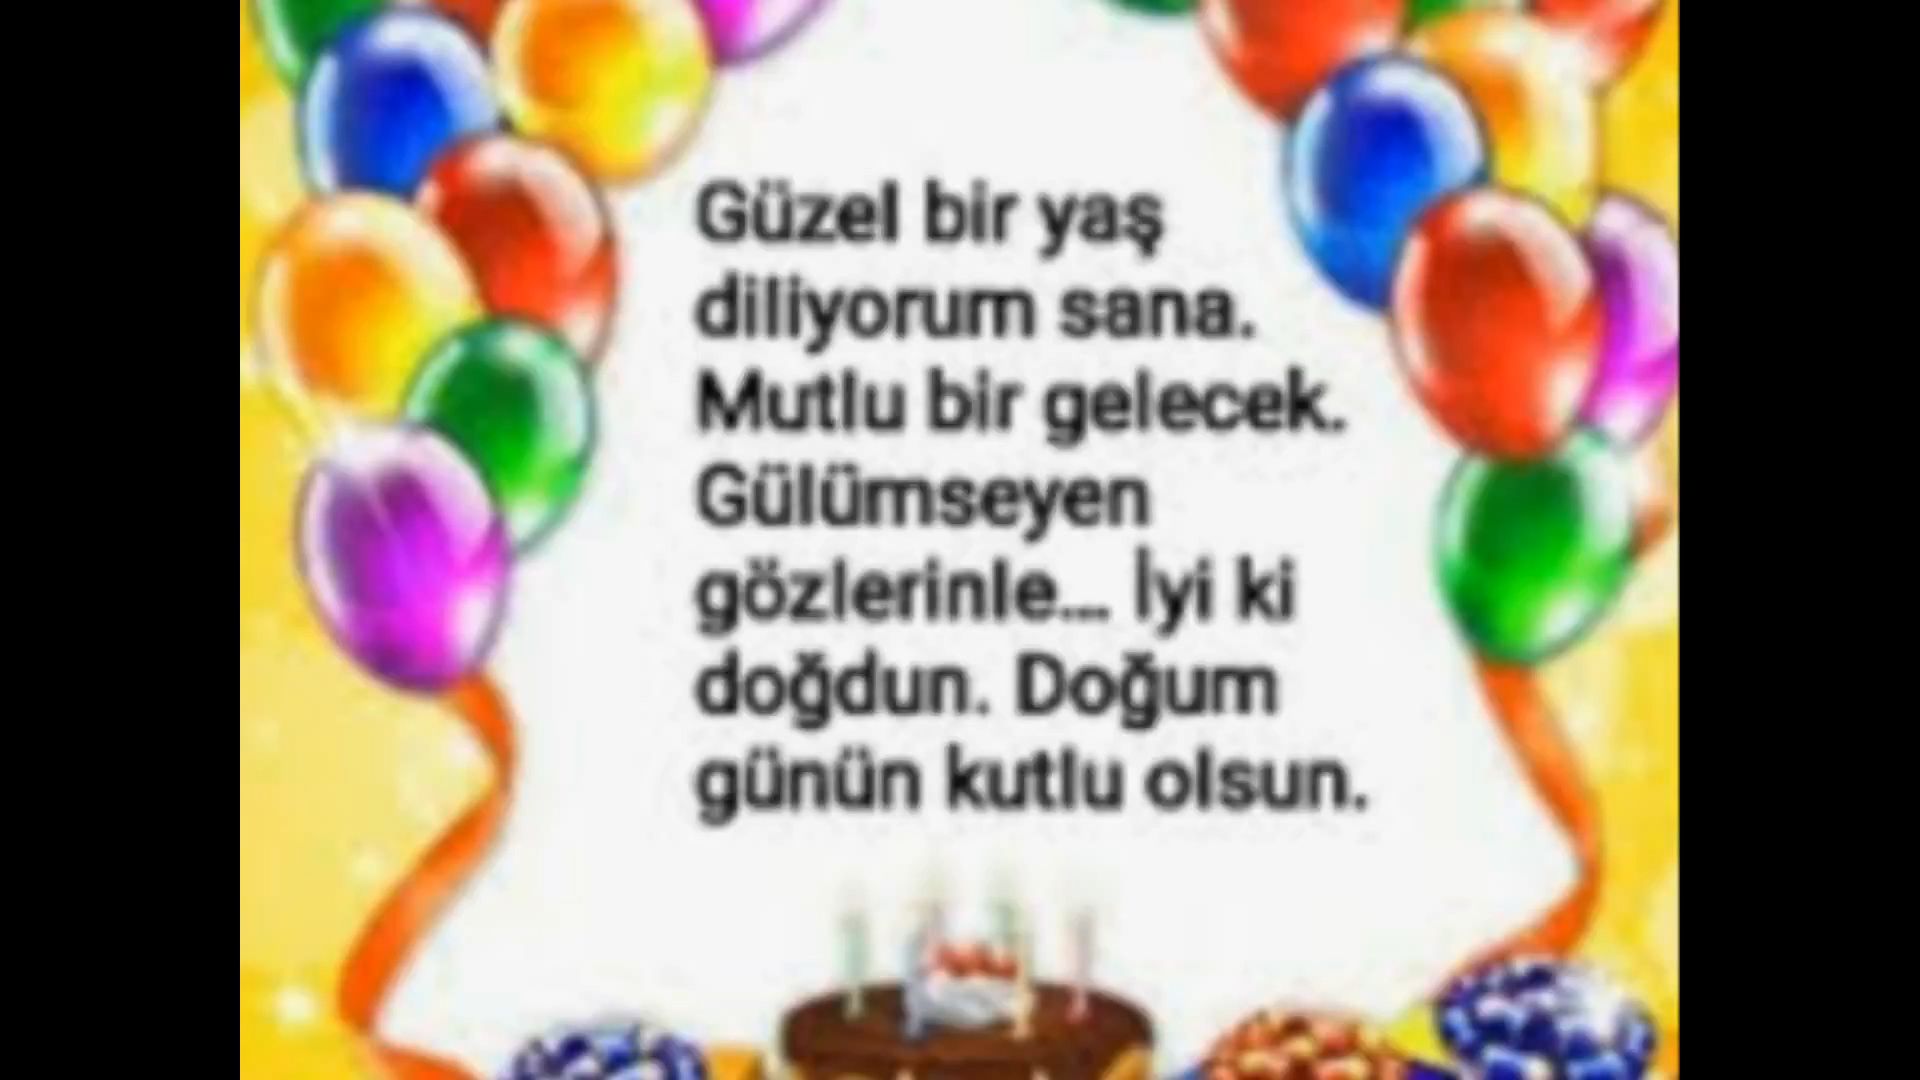 Güzel bir yaş
diliyorum sana.
Mutlu bir gelecek.
Gülümseyen
gözlerinle... İyi ki
doğdun. Doğum
günün kutlu olsun.